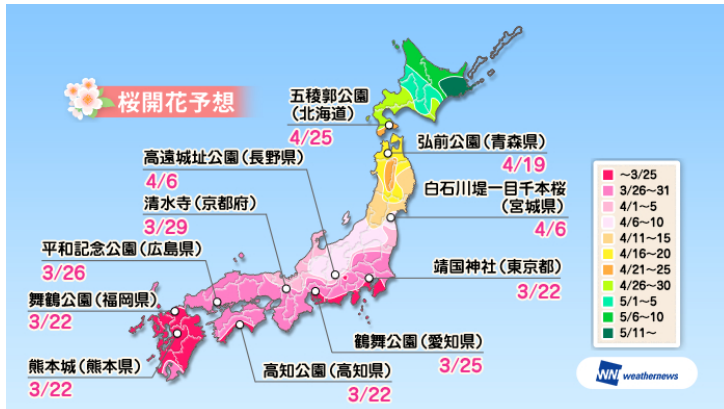 桜開花予想
五稜郭公園
(北海道)
4/25
弘前公園(青森県)
4/19
高遠城址公園(長野県)
4/6
白石川堤一目千本桜
(宮城県)
4/6
清水寺(京都府)
3/29
平和記念公園(広島県)
3/26
靖国神社(東京都)
3/22
舞鶴公園(福岡県)
3/22
鶴舞公園(愛知県)
3/25
熊本城(熊本県)
3/22
高知公園(高知県)
3/22
~3/25
3/26~31
4/1~5
4/6~10
4/11~15
4/16~20
4/21~25
4/26~30
5/1~5
5/6~10
5/11~
WN weathernews